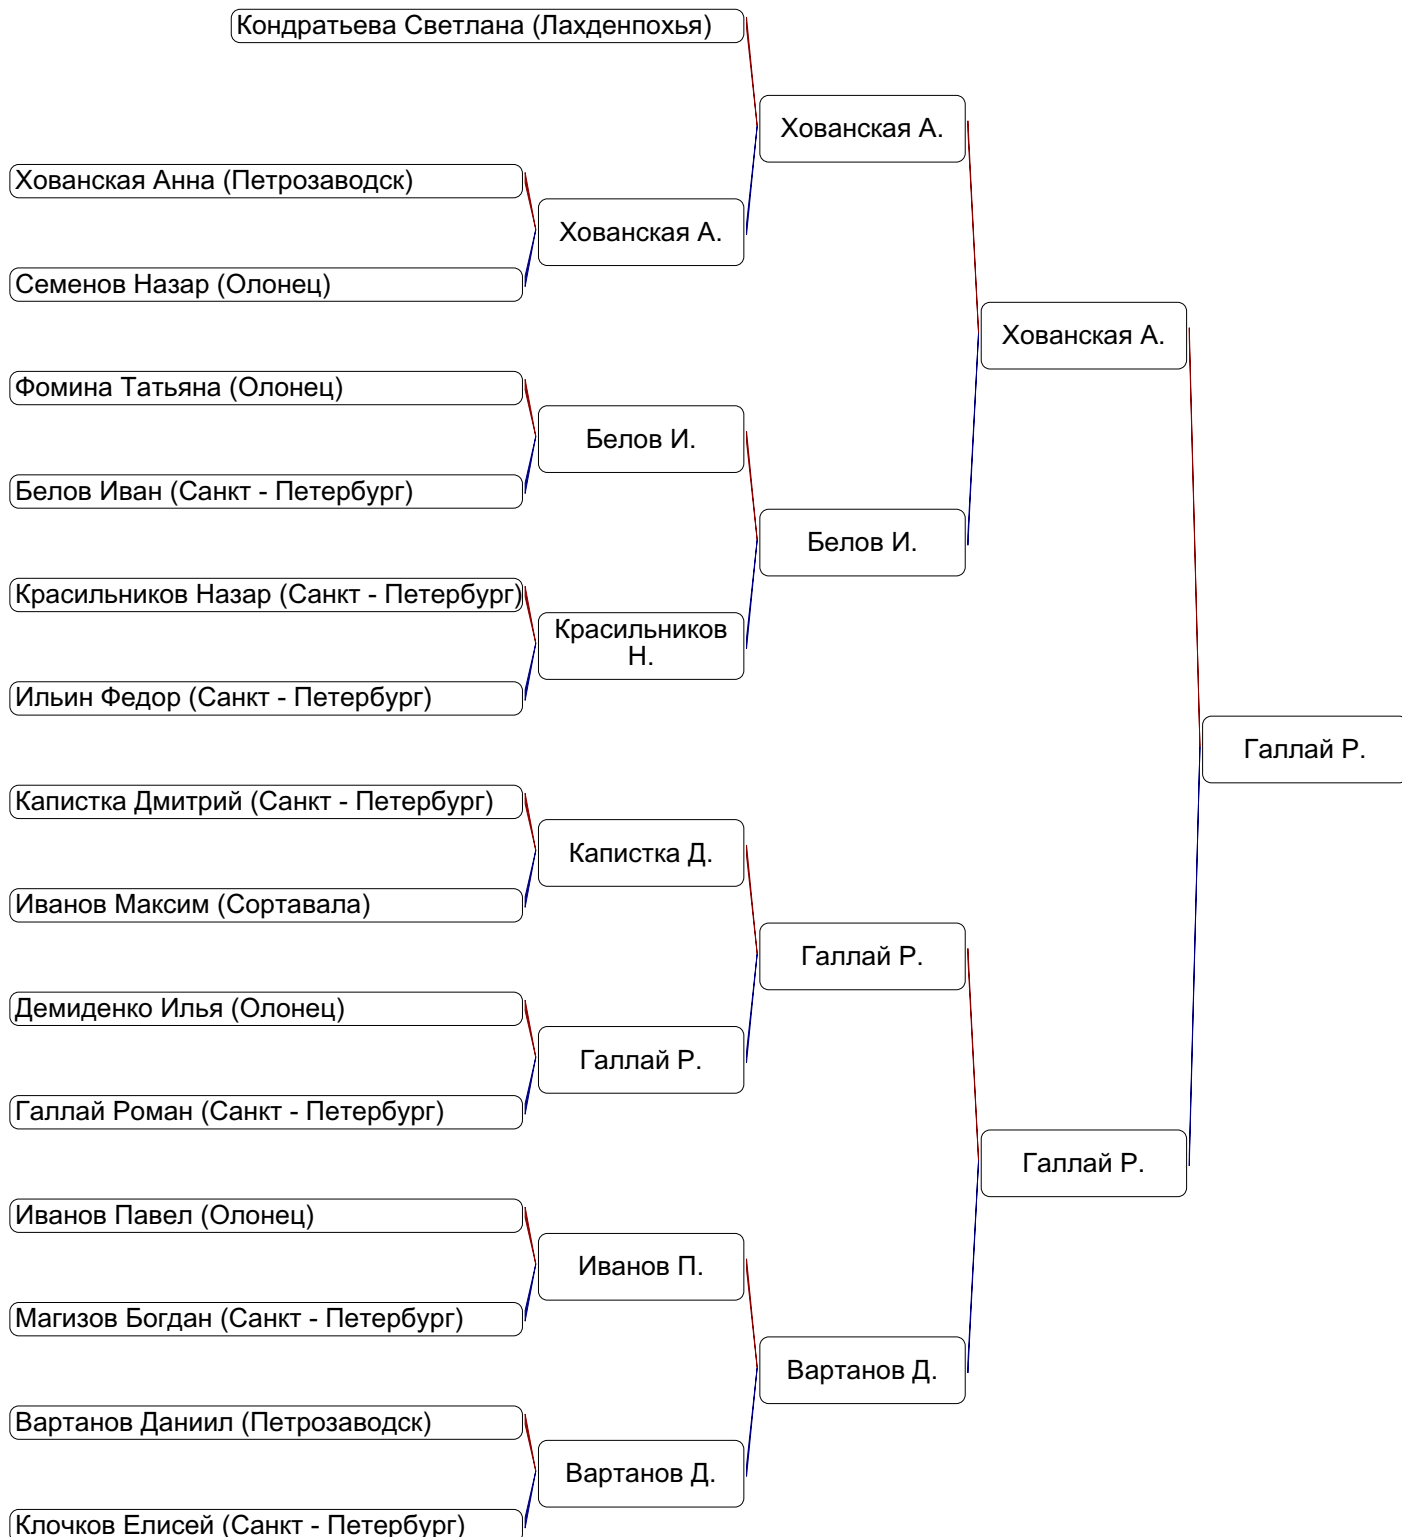 Кондратьева Светлана (Лахденпохья)
Хованская А.
Хованская Анна (Петрозаводск)
Хованская А.
Семенов Назар (Олонец)
Хованская А.
Фомина Татьяна (Олонец)
Белов И.
Белов Иван (Санкт - Петербург)
Белов И.
Красильников Назар (Санкт - Петербург)
Красильников
Н.
Ильин Федор (Санкт - Петербург)
Галлай Р.
Капистка Дмитрий (Санкт - Петербург)
Капистка Д.
Иванов Максим (Сортавала)
Галлай Р.
Демиденко Илья (Олонец)
Галлай Р.
Галлай Роман (Санкт - Петербург)
Галлай Р.
Иванов Павел (Олонец)
Иванов П.
Магизов Богдан (Санкт - Петербург)
Вартанов Д.
Вартанов Даниил (Петрозаводск)
Вартанов Д.
Клочков Елисей (Санкт - Петербург)